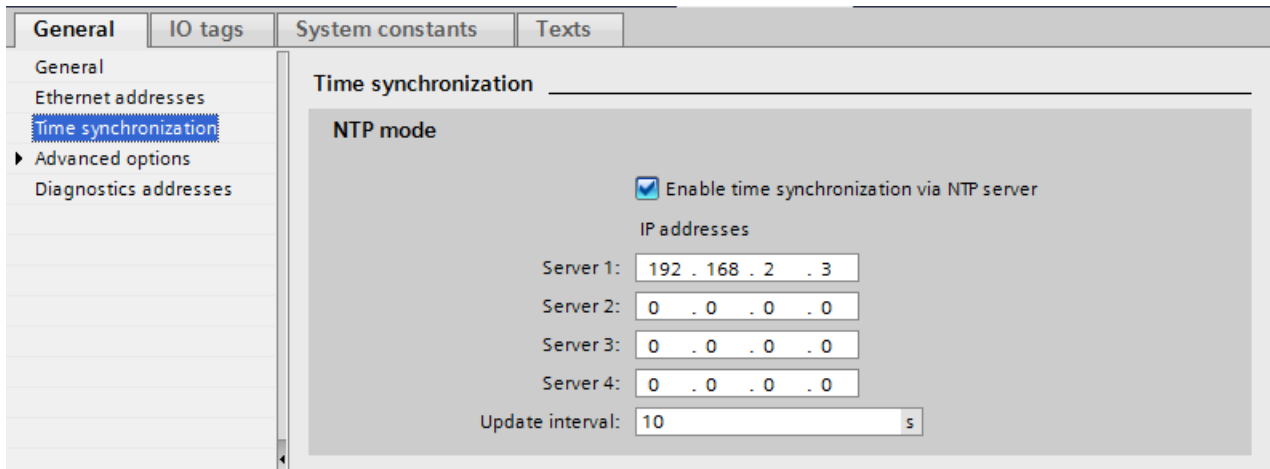 General IO tags System constants Texts
General
Ethernet addresses
Time synchronization
Advanced options
Diagnostics addresses
Time synchronization
NTP mode
Enable time synchronization via NTP server
IP addresses
Server 1: 192 . 168 . 2 . 3
Server 2: 0 . 0 . 0 . 0
Server 3: 0 . 0 . 0 . 0
Server 4: 0 . 0 . 0 . 0
Update interval: 10 s